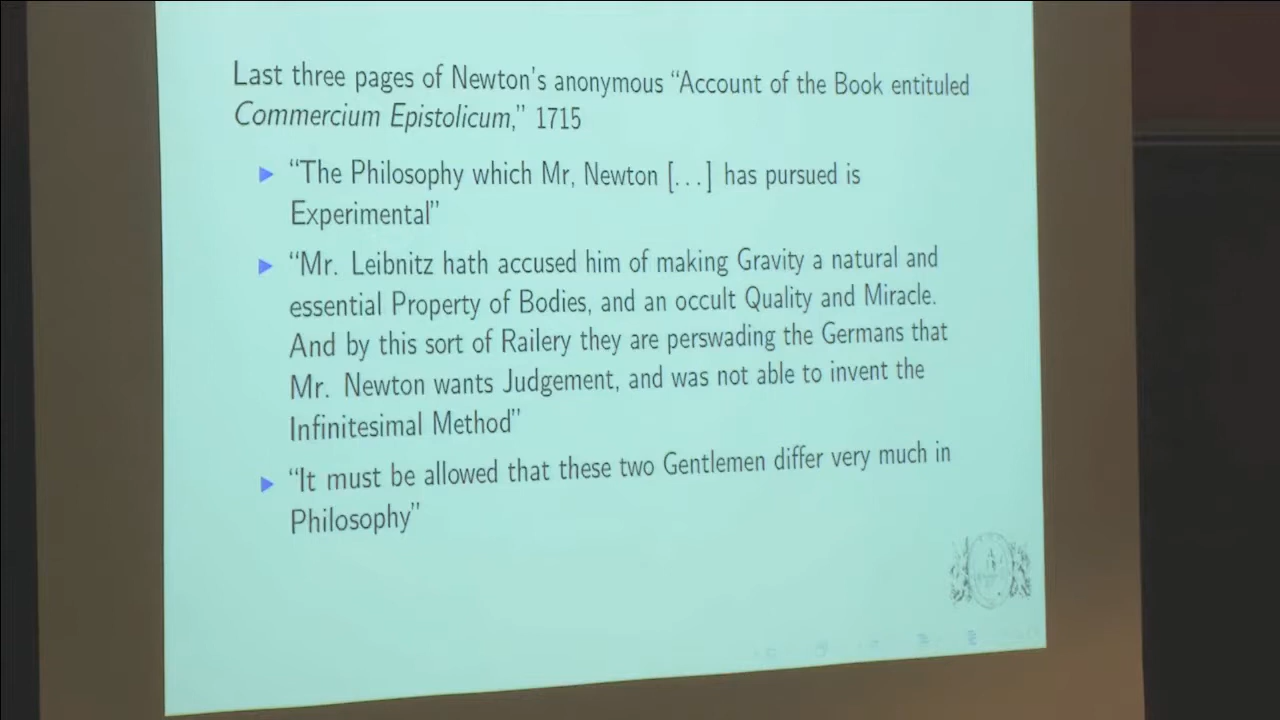 Last three pages of Newton's anonymous "Account of the Book entituled
Commercium Epistolicum," 1715
"The Philosophy which Mr. Newton [...] has pursued is
Experimental"
"Mr. Leibnitz hath accused him of making Gravity a natural and
essential Property of Bodies, and an occult Quality and Miracle.
And by this sort of Railery they are perswading the Germans that
Mr. Newton wants Judgement, and was not able to invent the
Infinitesimal Method"
"It must be allowed that these two Gentlemen differ very much in
Philosophy"